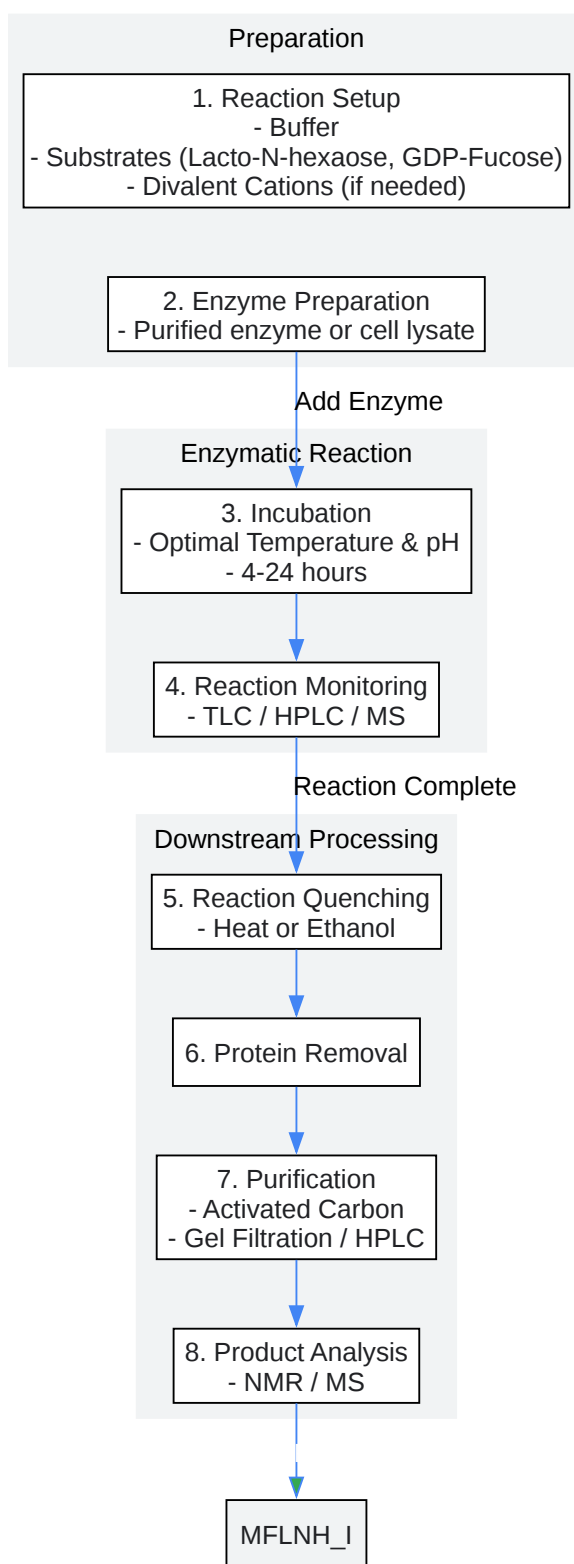 Preparation
1. Reaction Setup
- Buffer
- Substrates (Lacto-N-hexaose, GDP-Fucose)
- Divalent Cations (if needed)
2. Enzyme Preparation
- Purified enzyme or cell lysate
Add Enzyme
Enzymatic Reaction
3. Incubation
- Optimal Temperature & pH
- 4-24 hours
4. Reaction Monitoring
- TLC / HPLC / MS
Reaction Complete
Downstream Processing
5. Reaction Quenching
- Heat or Ethanol
6. Protein Removal
7. Purification
- Activated Carbon
- Gel Filtration / HPLC
8. Product Analysis
- NMR / MS
MFLNH_I